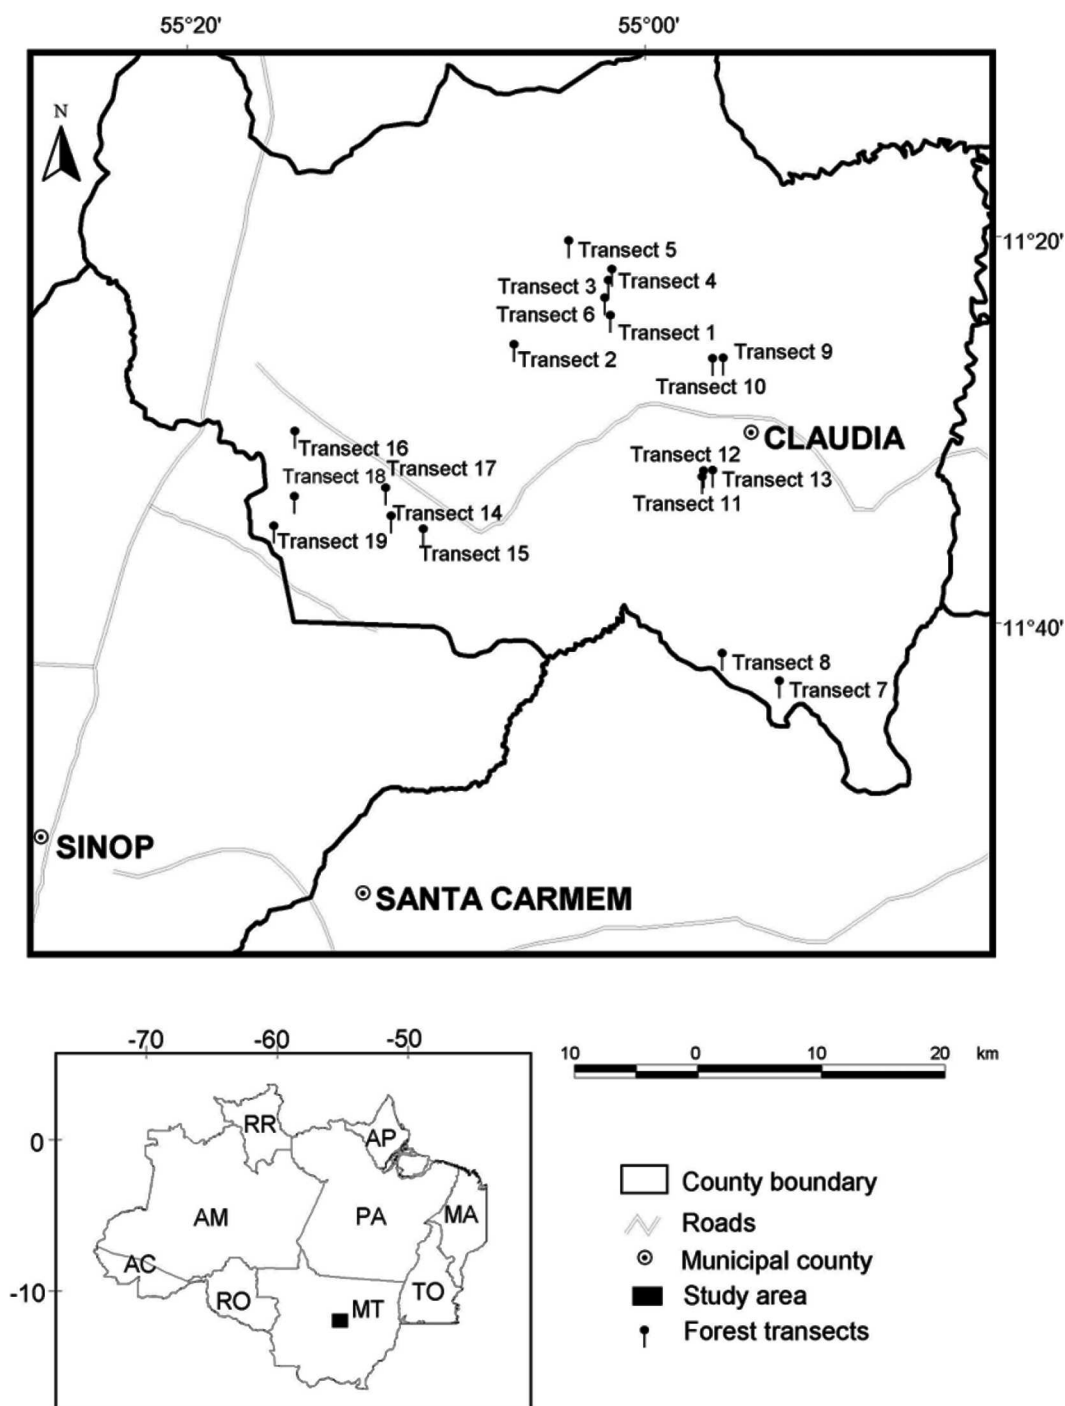 55°20' 55°00'
N
11°20'
Transect 5
Transect 3 Transect 4
Transect 6
Transect 1
Transect 2
Transect 9
Transect 10
CLAUDIA
Transect 16
Transect 12
Transect 17
Transect 18
Transect 13
Transect 11
Transect 14
Transect 19
Transect 15
11°40'
Transect 8
Transect 7
SINOP
SANTA CARMEM
-70 -60 -50
10 0 10 20 km
0
-10
RR
AP
AM
PA
MA
AC
RO
MT
TO
County boundary
Roads
Municipal county
Study area
Forest transects